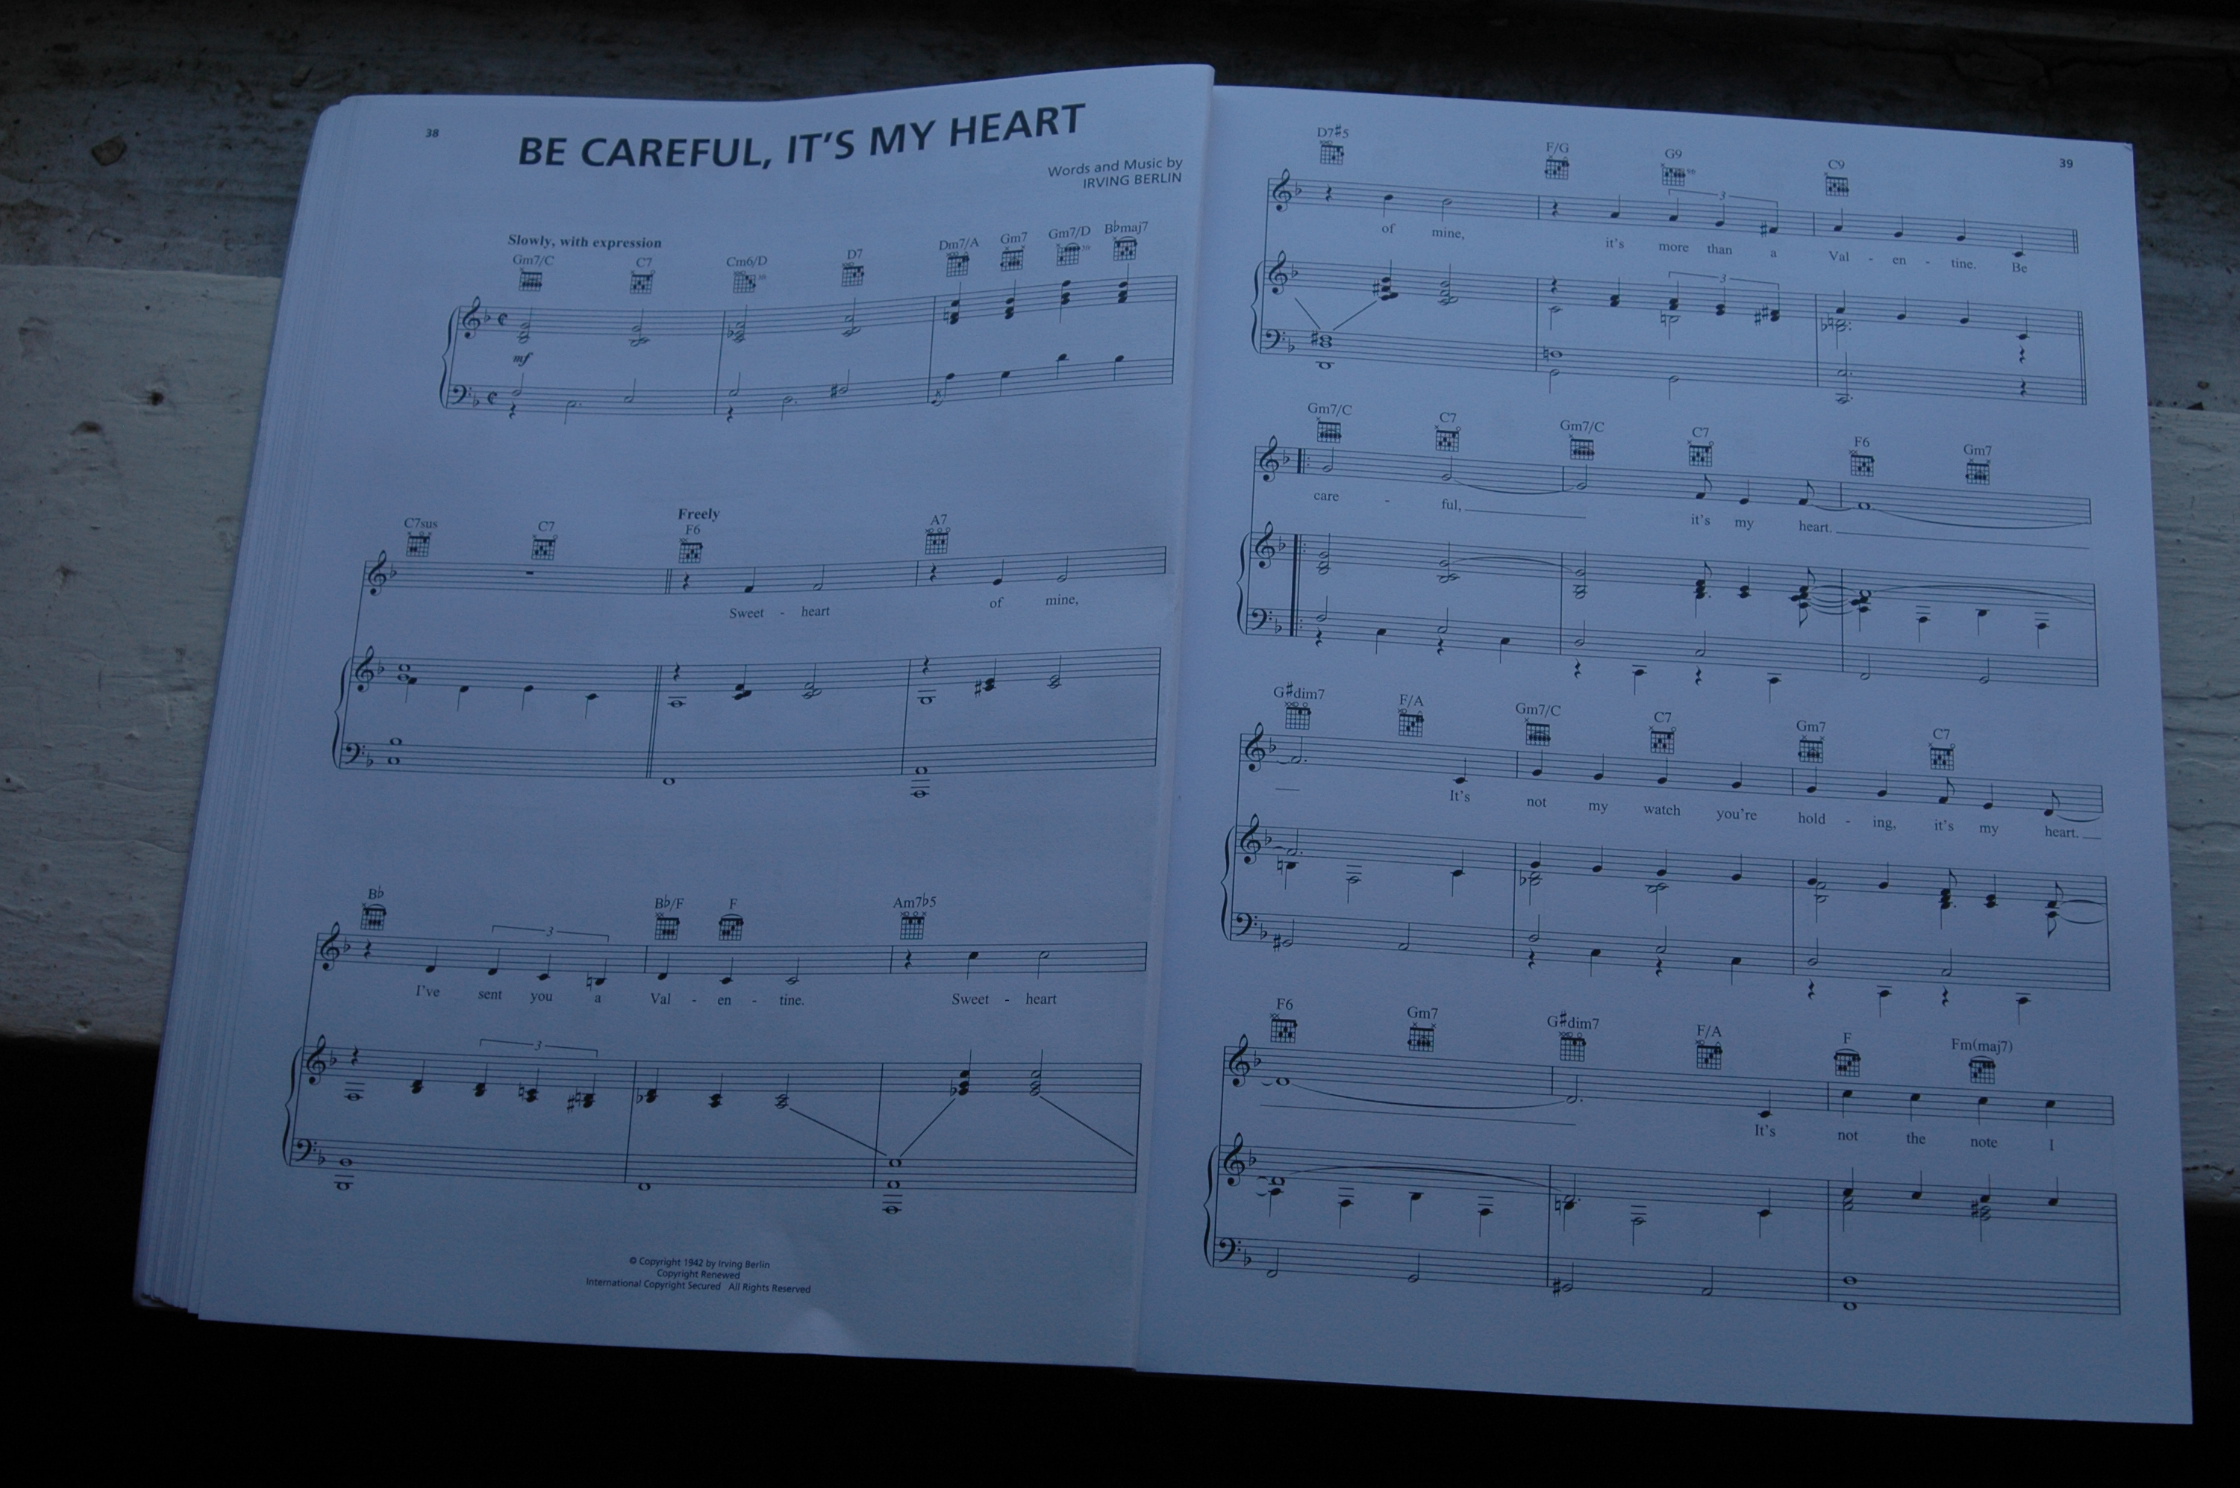 38
BE CAREFUL, IT'S MY HEART
Words and Music by
IRVING BERLIN
Slowly, with expression
Gm7/C C7 Cm6/D D7 Dm7/A Gm7 Gm7/D B♭maj7
mf
C7sus C7 Freely F6 A7
Sweet - heart of mine,
B♭ B♭/F F Am7♭5
3
I've sent you a Val - en - tine. Sweet - heart
3
© Copyright 1942 by Irving Berlin
Copyright Renewed
International Copyright Secured All Rights Reserved
39
D7♯5 F/G G9 C9
3
of mine, it's more than a Val - en - tine. Be
3
Gm7/C C7 Gm7/C C7 F6 Gm7
care - ful, it's my heart.
G♯dim7 F/A Gm7/C C7 Gm7 C7
It's not my watch you're hold - ing, it's my heart.
F6 Gm7 G♯dim7 F/A F Fm(maj7)
It's not the note I